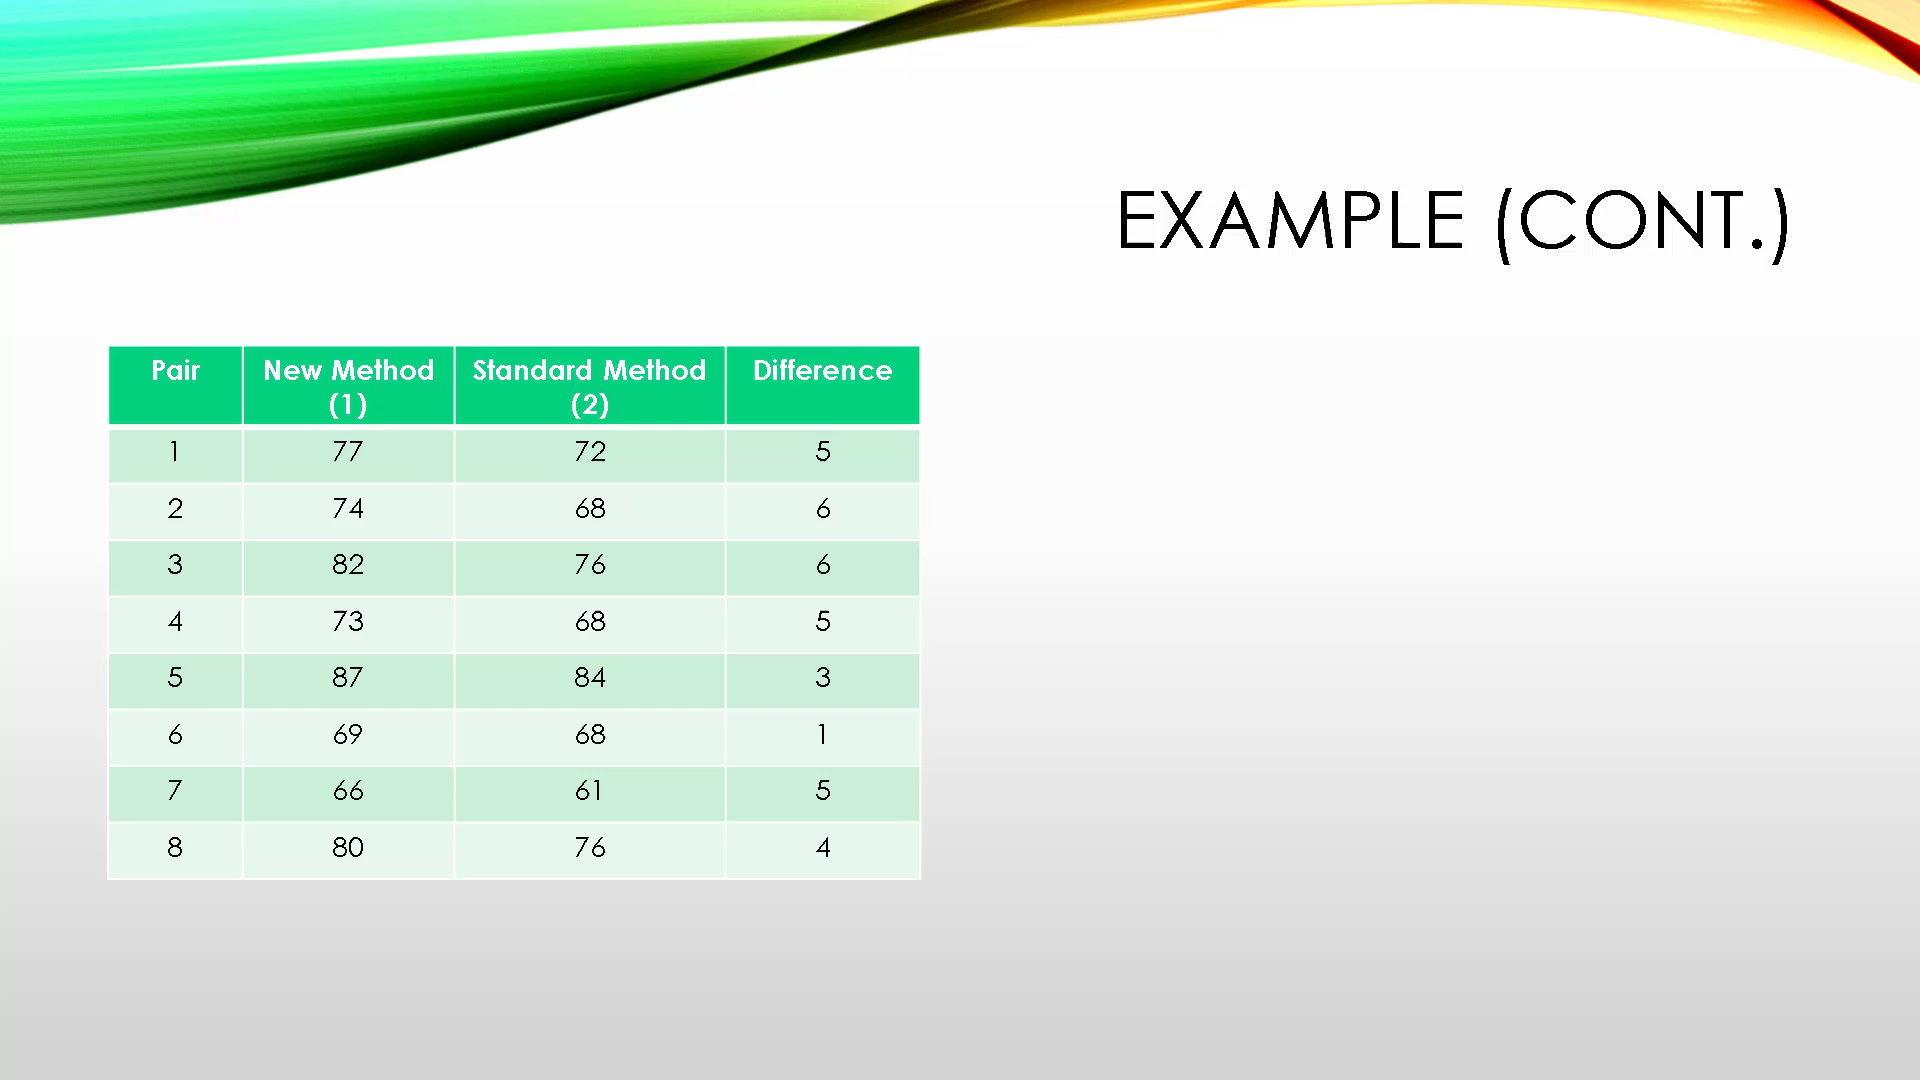 EXAMPLE (CONT.)
Pair New Method (1) Standard Method (2) Difference
1 77 72 5
2 74 68 6
3 82 76 6
4 73 68 5
5 87 84 3
6 69 68 1
7 66 61 5
8 80 76 4